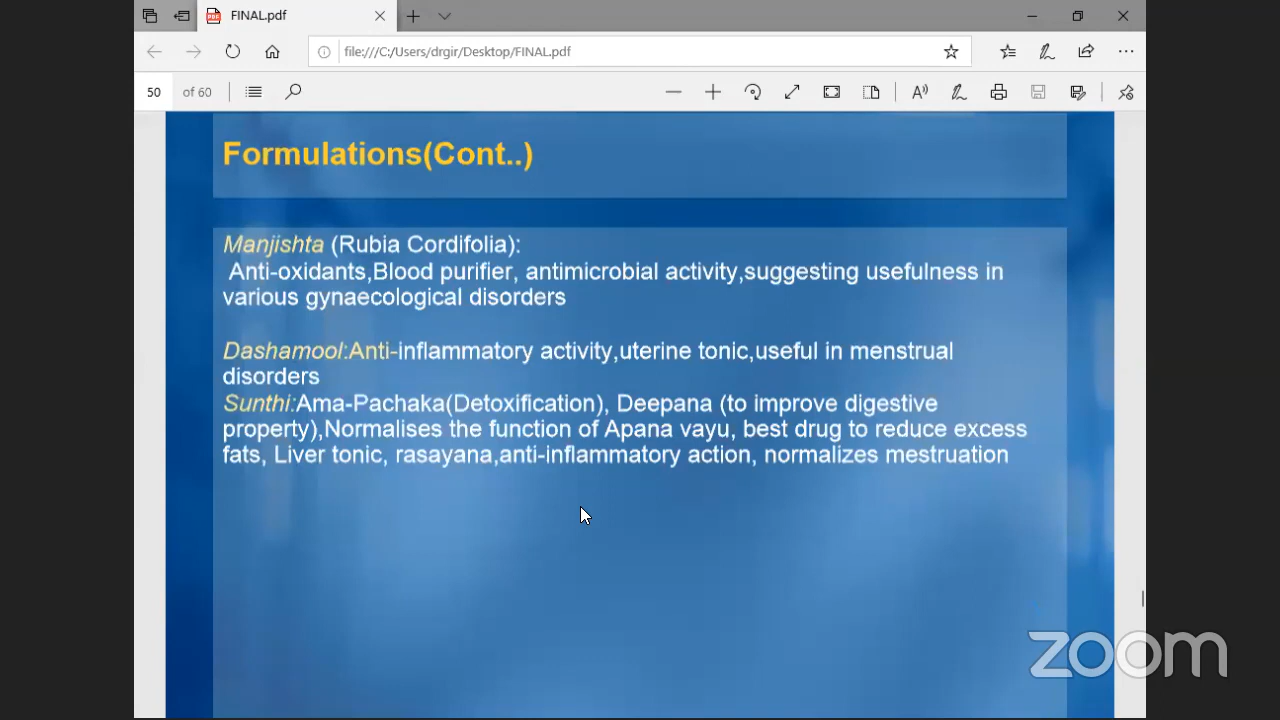 FINAL.pdf
file:///C:/Users/drgir/Desktop/FINAL.pdf
50 of 60
Formulations(Cont..)
Manjishta (Rubia Cordifolia):
Anti-oxidants,Blood purifier, antimicrobial activity,suggesting usefulness in
various gynaecological disorders
Dashamool:Anti-inflammatory activity,uterine tonic,useful in menstrual
disorders
Sunthi:Ama-Pachaka(Detoxification), Deepana (to improve digestive
property),Normalises the function of Apana vayu, best drug to reduce excess
fats, Liver tonic, rasayana,anti-inflammatory action, normalizes mestruation
zoom